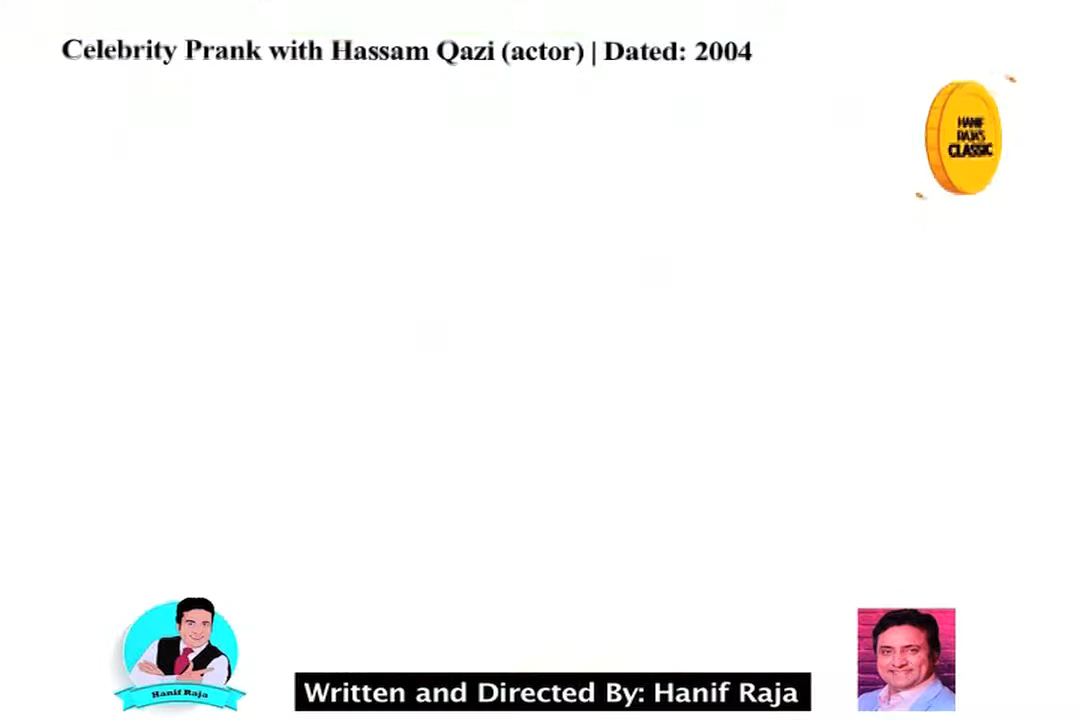 Celebrity Prank with Hassam Qazi (actor) | Dated: 2004
HANIF
RAJA'S
CLASSIC
Hanif Raja
Written and Directed By: Hanif Raja